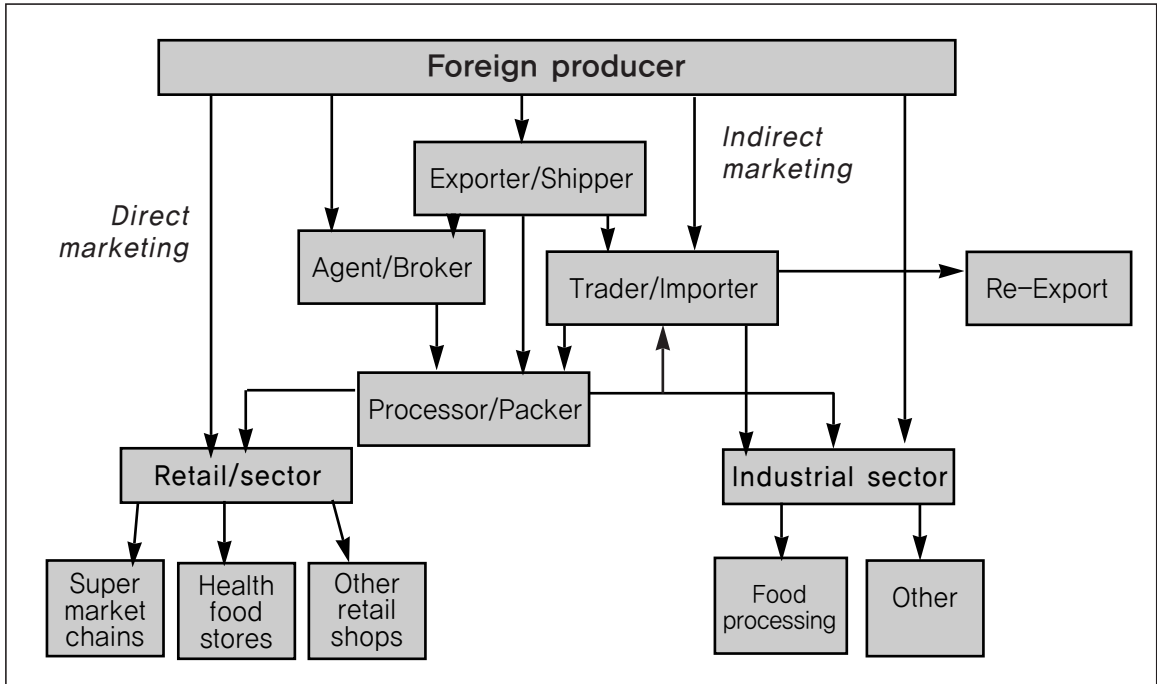 Foreign producer
Indirect
marketing
Exporter/Shipper
Direct
marketing
Agent/Broker
Trader/Importer
Re-Export
Processor/Packer
Retail/sector
Industrial sector
Super
market
chains
Health
food
stores
Other
retail
shops
Food
processing
Other